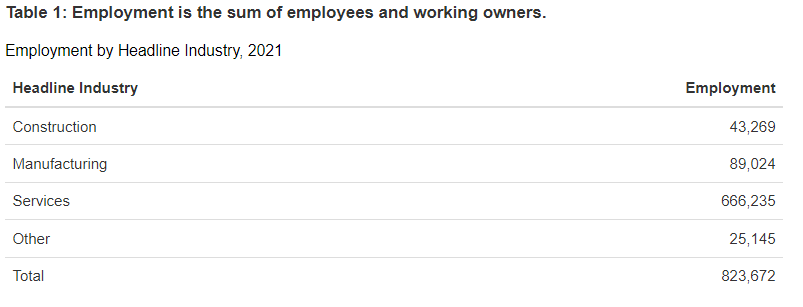 Table 1: Employment is the sum of employees and working owners.
Employment by Headline Industry, 2021
Headline Industry Employment
Construction 43,269
Manufacturing 89,024
Services 666,235
Other 25,145
Total 823,672